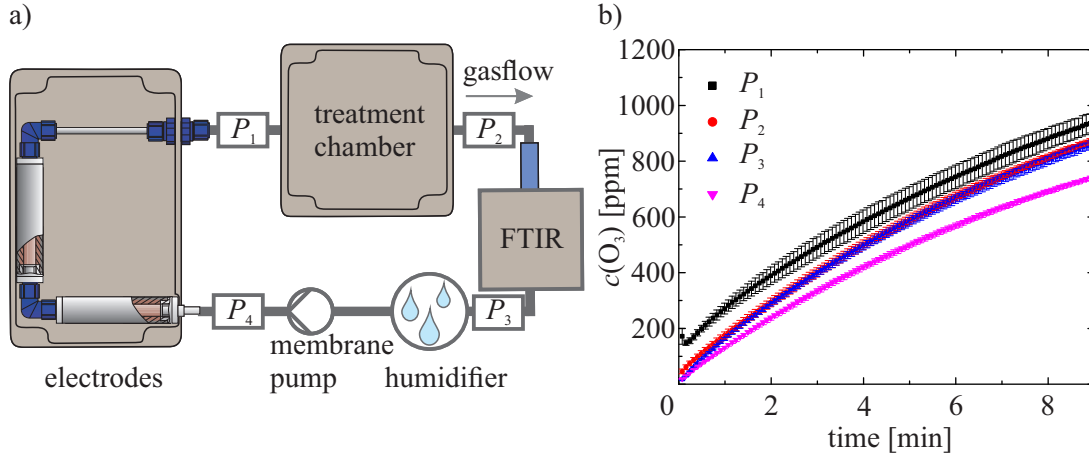 a)
P1
treatment
chamber
gasflow
P2
FTIR
P3
P4
membrane
pump
humidifier
electrodes
b)
1200
1000
800
600
400
200
c(O3) [ppm]
P1
P2
P3
P4
0
2
4
6
8
time [min]